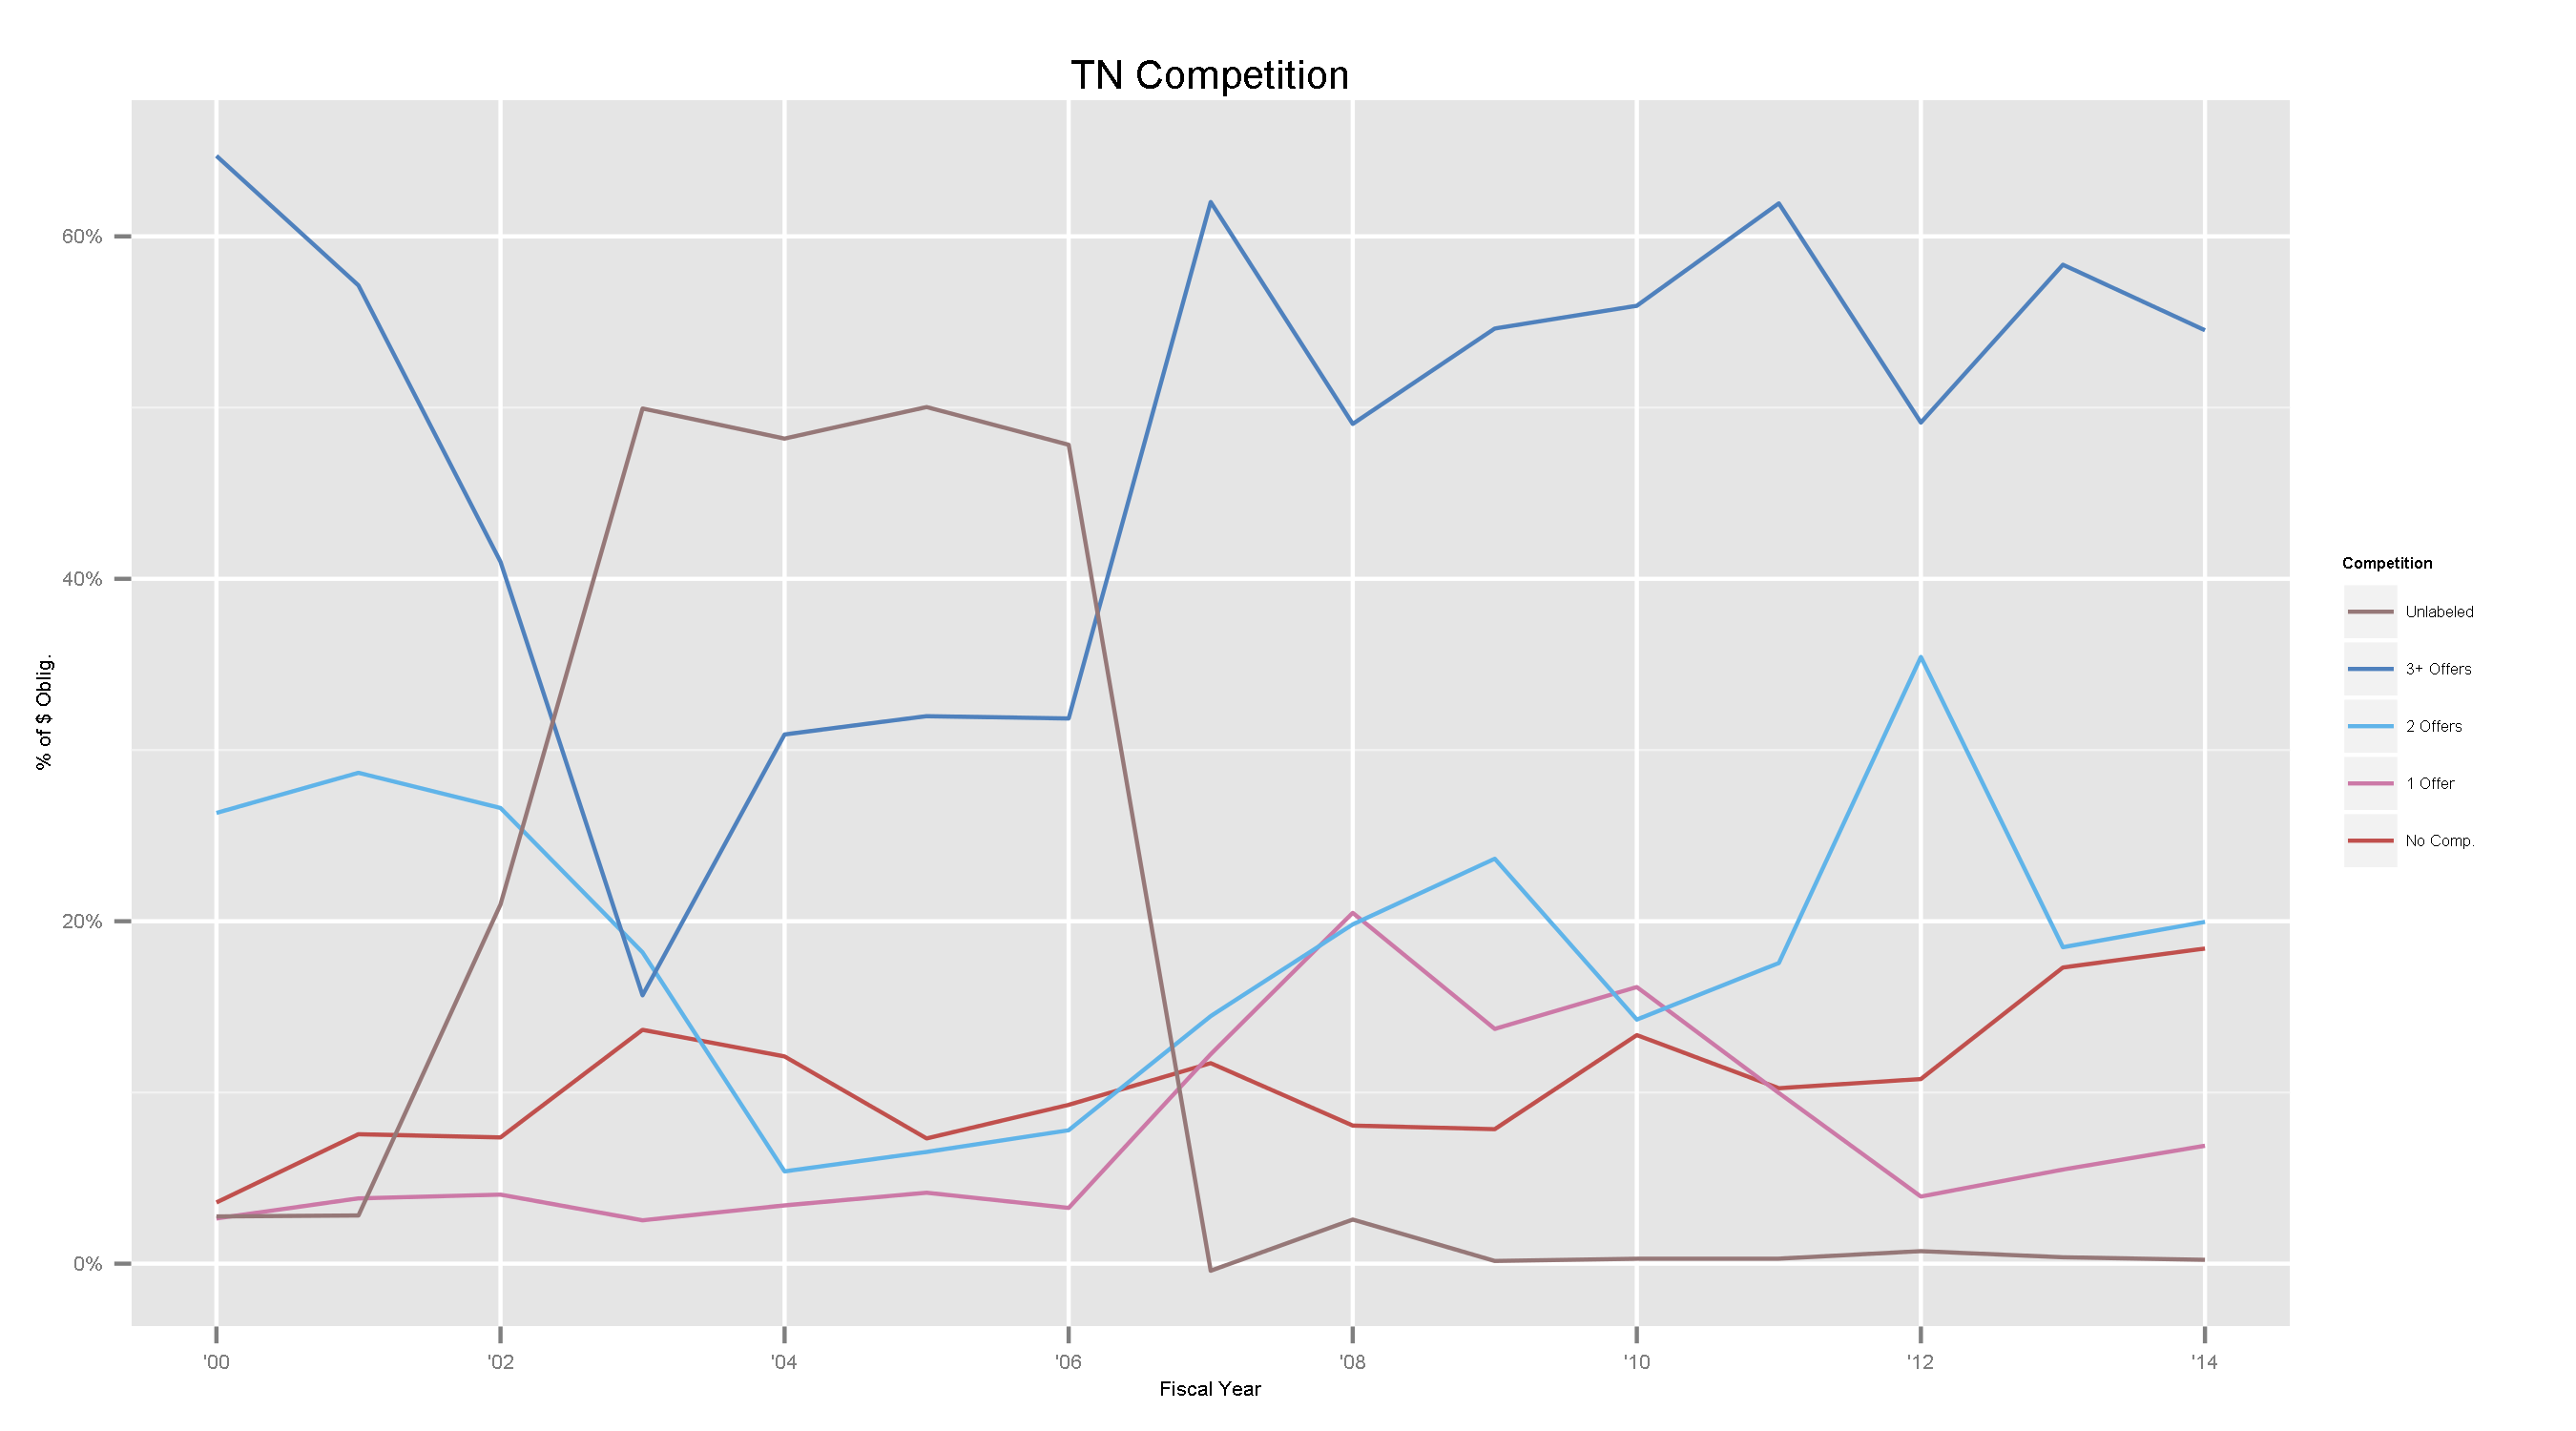 TN Competition
60%
40%
20%
0%
% of $ Oblig.
'00 '02 '04 '06 '08 '10 '12 '14
Fiscal Year
Competition
Unlabeled
3+ Offers
2 Offers
1 Offer
No Comp.